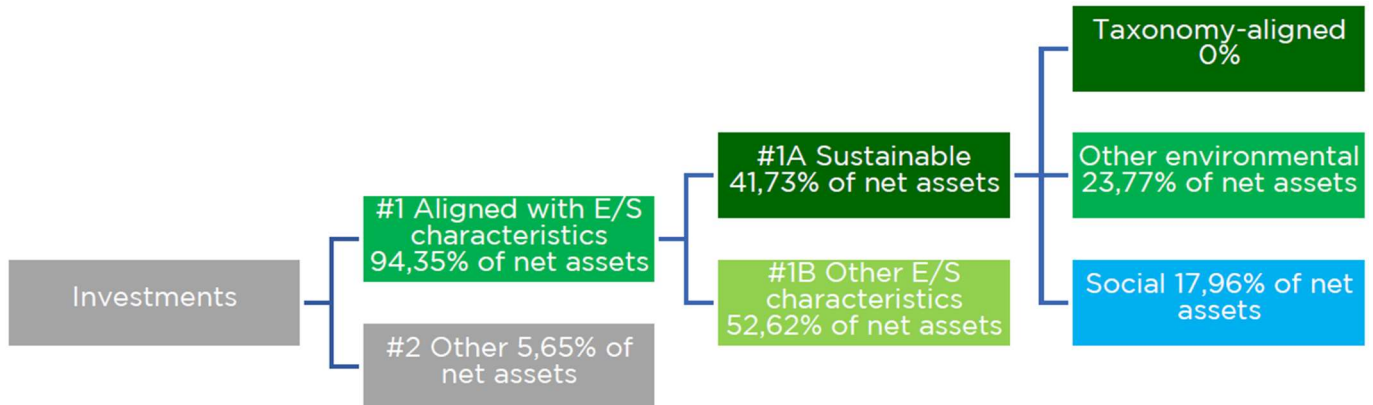 Investments
#1 Aligned with E/S
characteristics
94,35% of net assets
#2 Other 5,65% of
net assets
#1A Sustainable
41,73% of net assets
#1B Other E/S
characteristics
52,62% of net assets
Taxonomy-aligned
0%
Other environmental
23,77% of net assets
Social 17,96% of net
assets